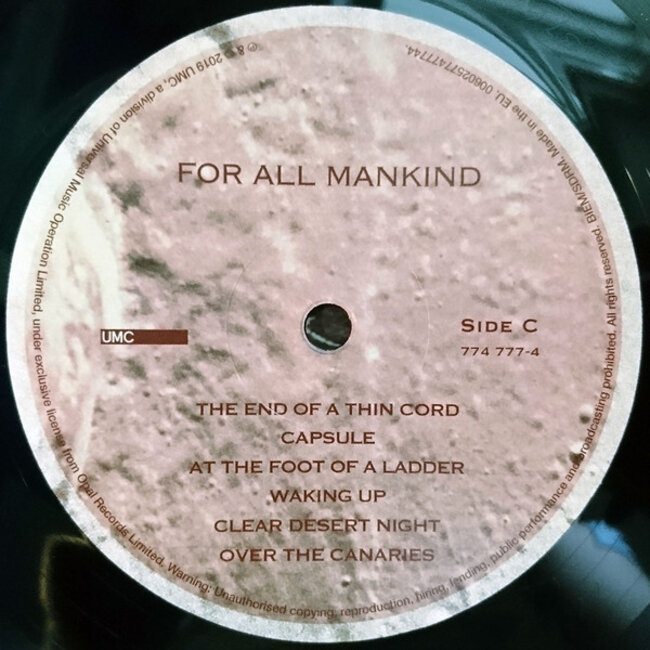 FOR ALL MANKIND
UMC
SIDE C
774 777-4
THE END OF A THIN CORD
CAPSULE
AT THE FOOT OF A LADDER
WAKING UP
CLEAR DESERT NIGHT
OVER THE CANARIES
℗ & © 2019 UMC, a division of Universal Music Operation Limited, under exclusive license from Opal Records Limited. Warning: Unauthorised copying, reproduction, hiring, lending, public performance and broadcasting prohibited. All rights reserved. BIEM/SDRM. Made in the EU. 00602577477744.